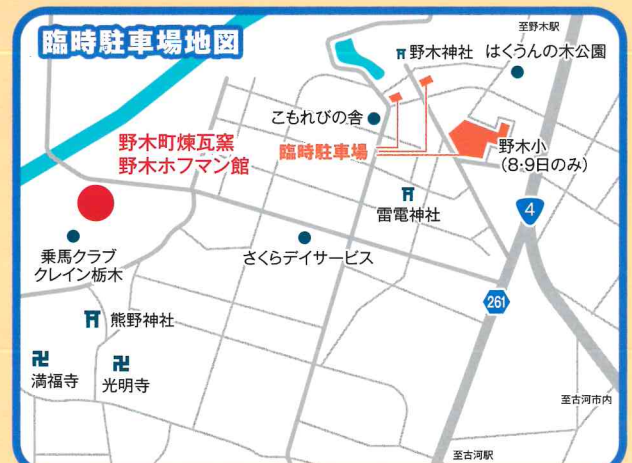 臨時駐車場地図
至野木駅
野木神社
はくうんの木公園
こもれびの舎
野木町煉瓦窯
野木ホフマン館
臨時駐車場
野木小
(8・9日のみ)
雷電神社
4
乗馬クラブ
クレイン栃木
さくらデイサービス
261
熊野神社
満福寺
光明寺
至古河市内
至古河駅